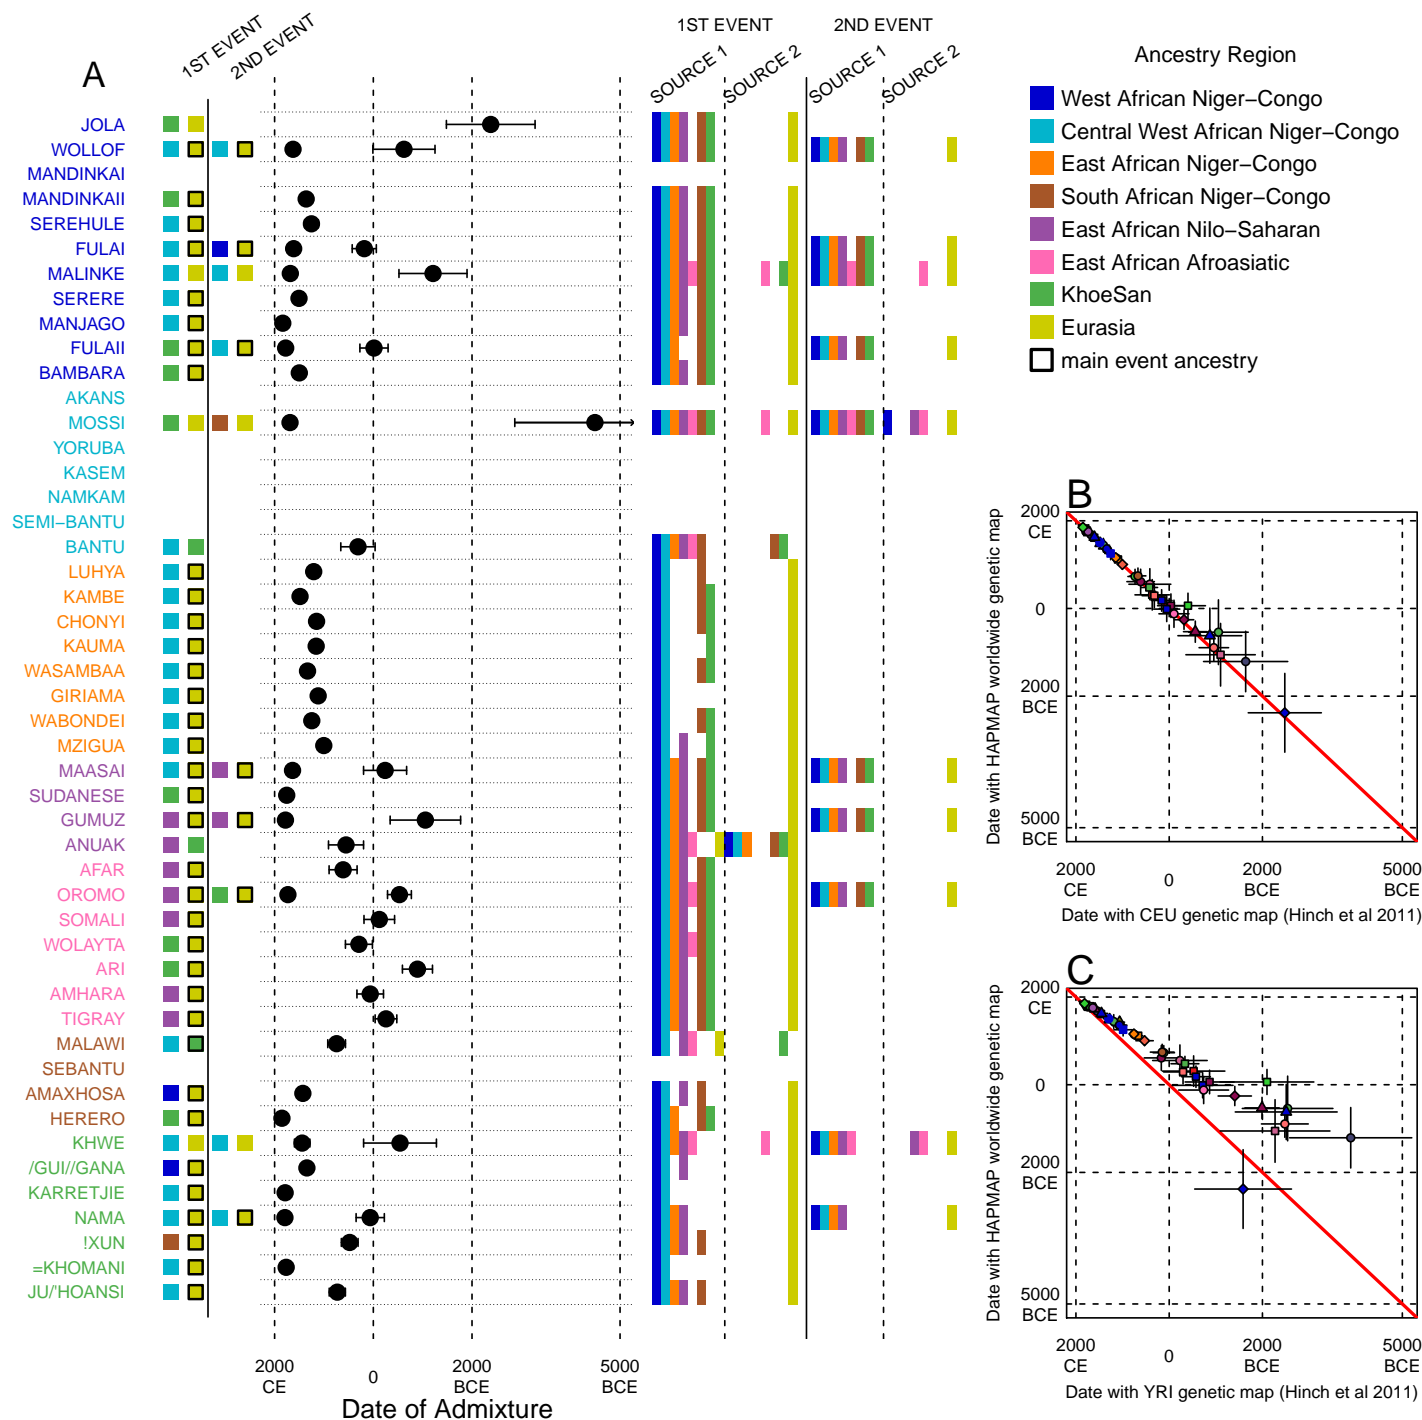 A
1ST EVENT
2ND EVENT
1ST EVENT
2ND EVENT
SOURCE 1
SOURCE 2
SOURCE 1
SOURCE 2
JOLA
WOLLOF
MANDINKAI
MANDINKAII
SEREHULE
FULAI
MALINKE
SERERE
MANJAGO
FULAII
BAMBARA
AKANS
MOSSI
YORUBA
KASEM
NAMKAM
SEMI−BANTU
BANTU
LUHYA
KAMBE
CHONYI
KAUMA
WASAMBAA
GIRIAMA
WABONDEI
MZIGUA
MAASAI
SUDANESE
GUMUZ
ANUAK
AFAR
OROMO
SOMALI
WOLAYTA
ARI
AMHARA
TIGRAY
MALAWI
SEBANTU
AMAXHOSA
HERERO
KHWE
/GUI//GANA
KARRETJIE
NAMA
!XUN
=KHOMANI
JU/'HOANSI
2000 CE
0
2000 BCE
5000 BCE
Date of Admixture
Ancestry Region
West African Niger−Congo
Central West African Niger−Congo
East African Niger−Congo
South African Niger−Congo
East African Nilo−Saharan
East African Afroasiatic
KhoeSan
Eurasia
main event ancestry
B
Date with HAPMAP worldwide genetic map
2000 CE
0
2000 BCE
5000 BCE
2000 CE
0
2000 BCE
5000 BCE
Date with CEU genetic map (Hinch et al 2011)
C
Date with HAPMAP worldwide genetic map
2000 CE
0
2000 BCE
5000 BCE
2000 CE
0
2000 BCE
5000 BCE
Date with YRI genetic map (Hinch et al 2011)